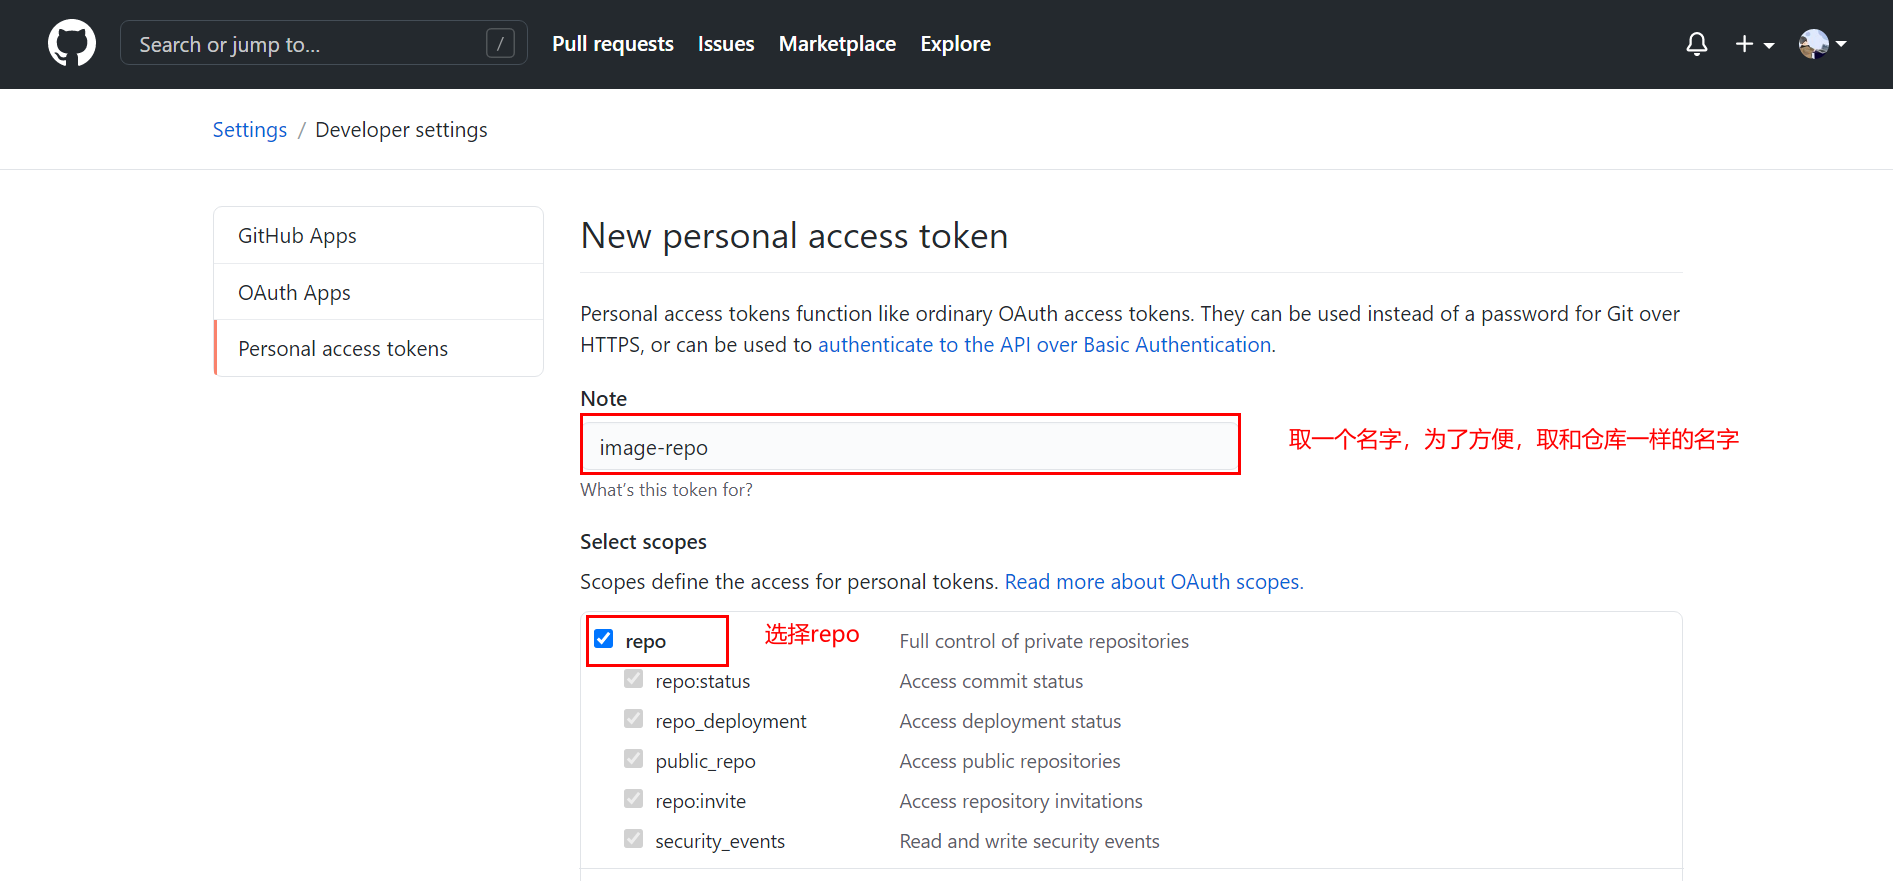 Search or jump to...
/
Pull requests
Issues
Marketplace
Explore
Settings / Developer settings
GitHub Apps
OAuth Apps
Personal access tokens
New personal access token
Personal access tokens function like ordinary OAuth access tokens. They can be used instead of a password for Git over
HTTPS, or can be used to authenticate to the API over Basic Authentication.
Note
image-repo
取一个名字，为了方便，取和仓库一样的名字
What's this token for?
Select scopes
Scopes define the access for personal tokens. Read more about OAuth scopes.
repo
选择repo
Full control of private repositories
repo:status
Access commit status
repo_deployment
Access deployment status
public_repo
Access public repositories
repo:invite
Access repository invitations
security_events
Read and write security events